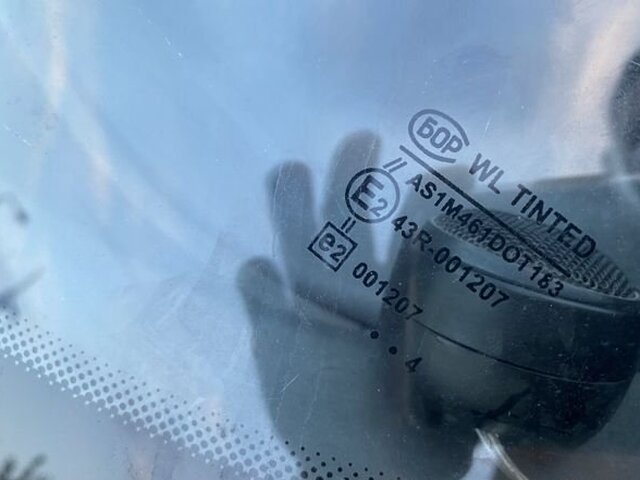 БОР WL TINTED
AS1M461DOT163
E2 43R-001207
e2 001207
• • 4